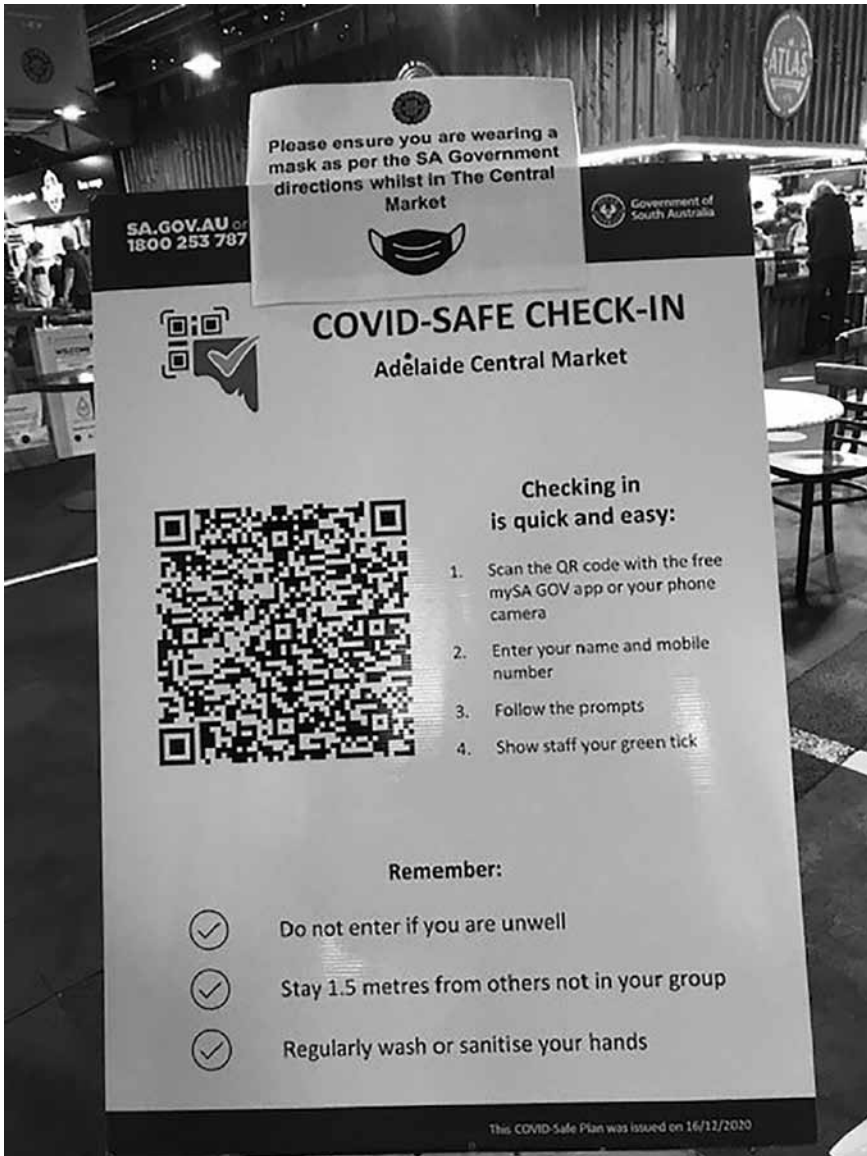 Please ensure you are wearing a
mask as per the SA Government
directions whilst in The Central
Market
SA.GOV.AU or
1800 253 787
Government of
South Australia
ATLAS
WELCOME
COVID-SAFE CHECK-IN
Adelaide Central Market
Checking in
is quick and easy:
1. Scan the QR code with the free
mySA GOV app or your phone
camera
2. Enter your name and mobile
number
3. Follow the prompts
4. Show staff your green tick
Remember:
Do not enter if you are unwell
Stay 1.5 metres from others not in your group
Regularly wash or sanitise your hands
This COVID-Safe Plan was issued on 16/12/2020